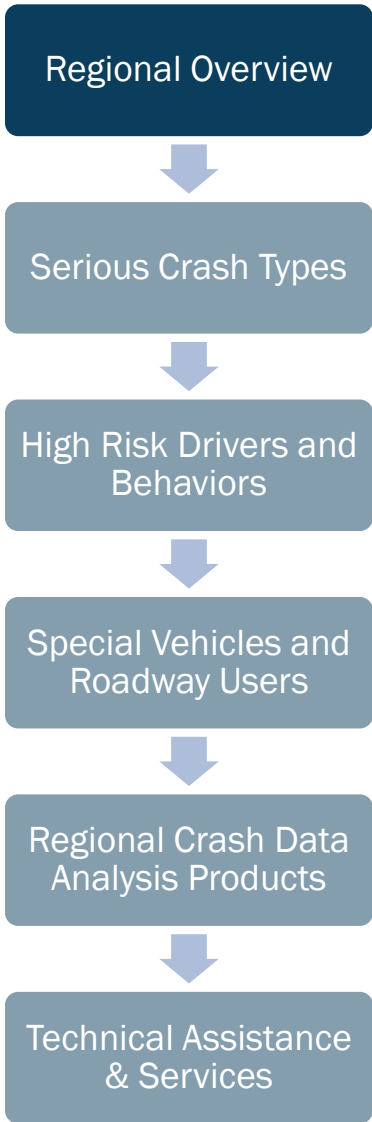 Regional Overview
Serious Crash Types
High Risk Drivers and
Behaviors
Special Vehicles and
Roadway Users
Regional Crash Data
Analysis Products
Technical Assistance
& Services